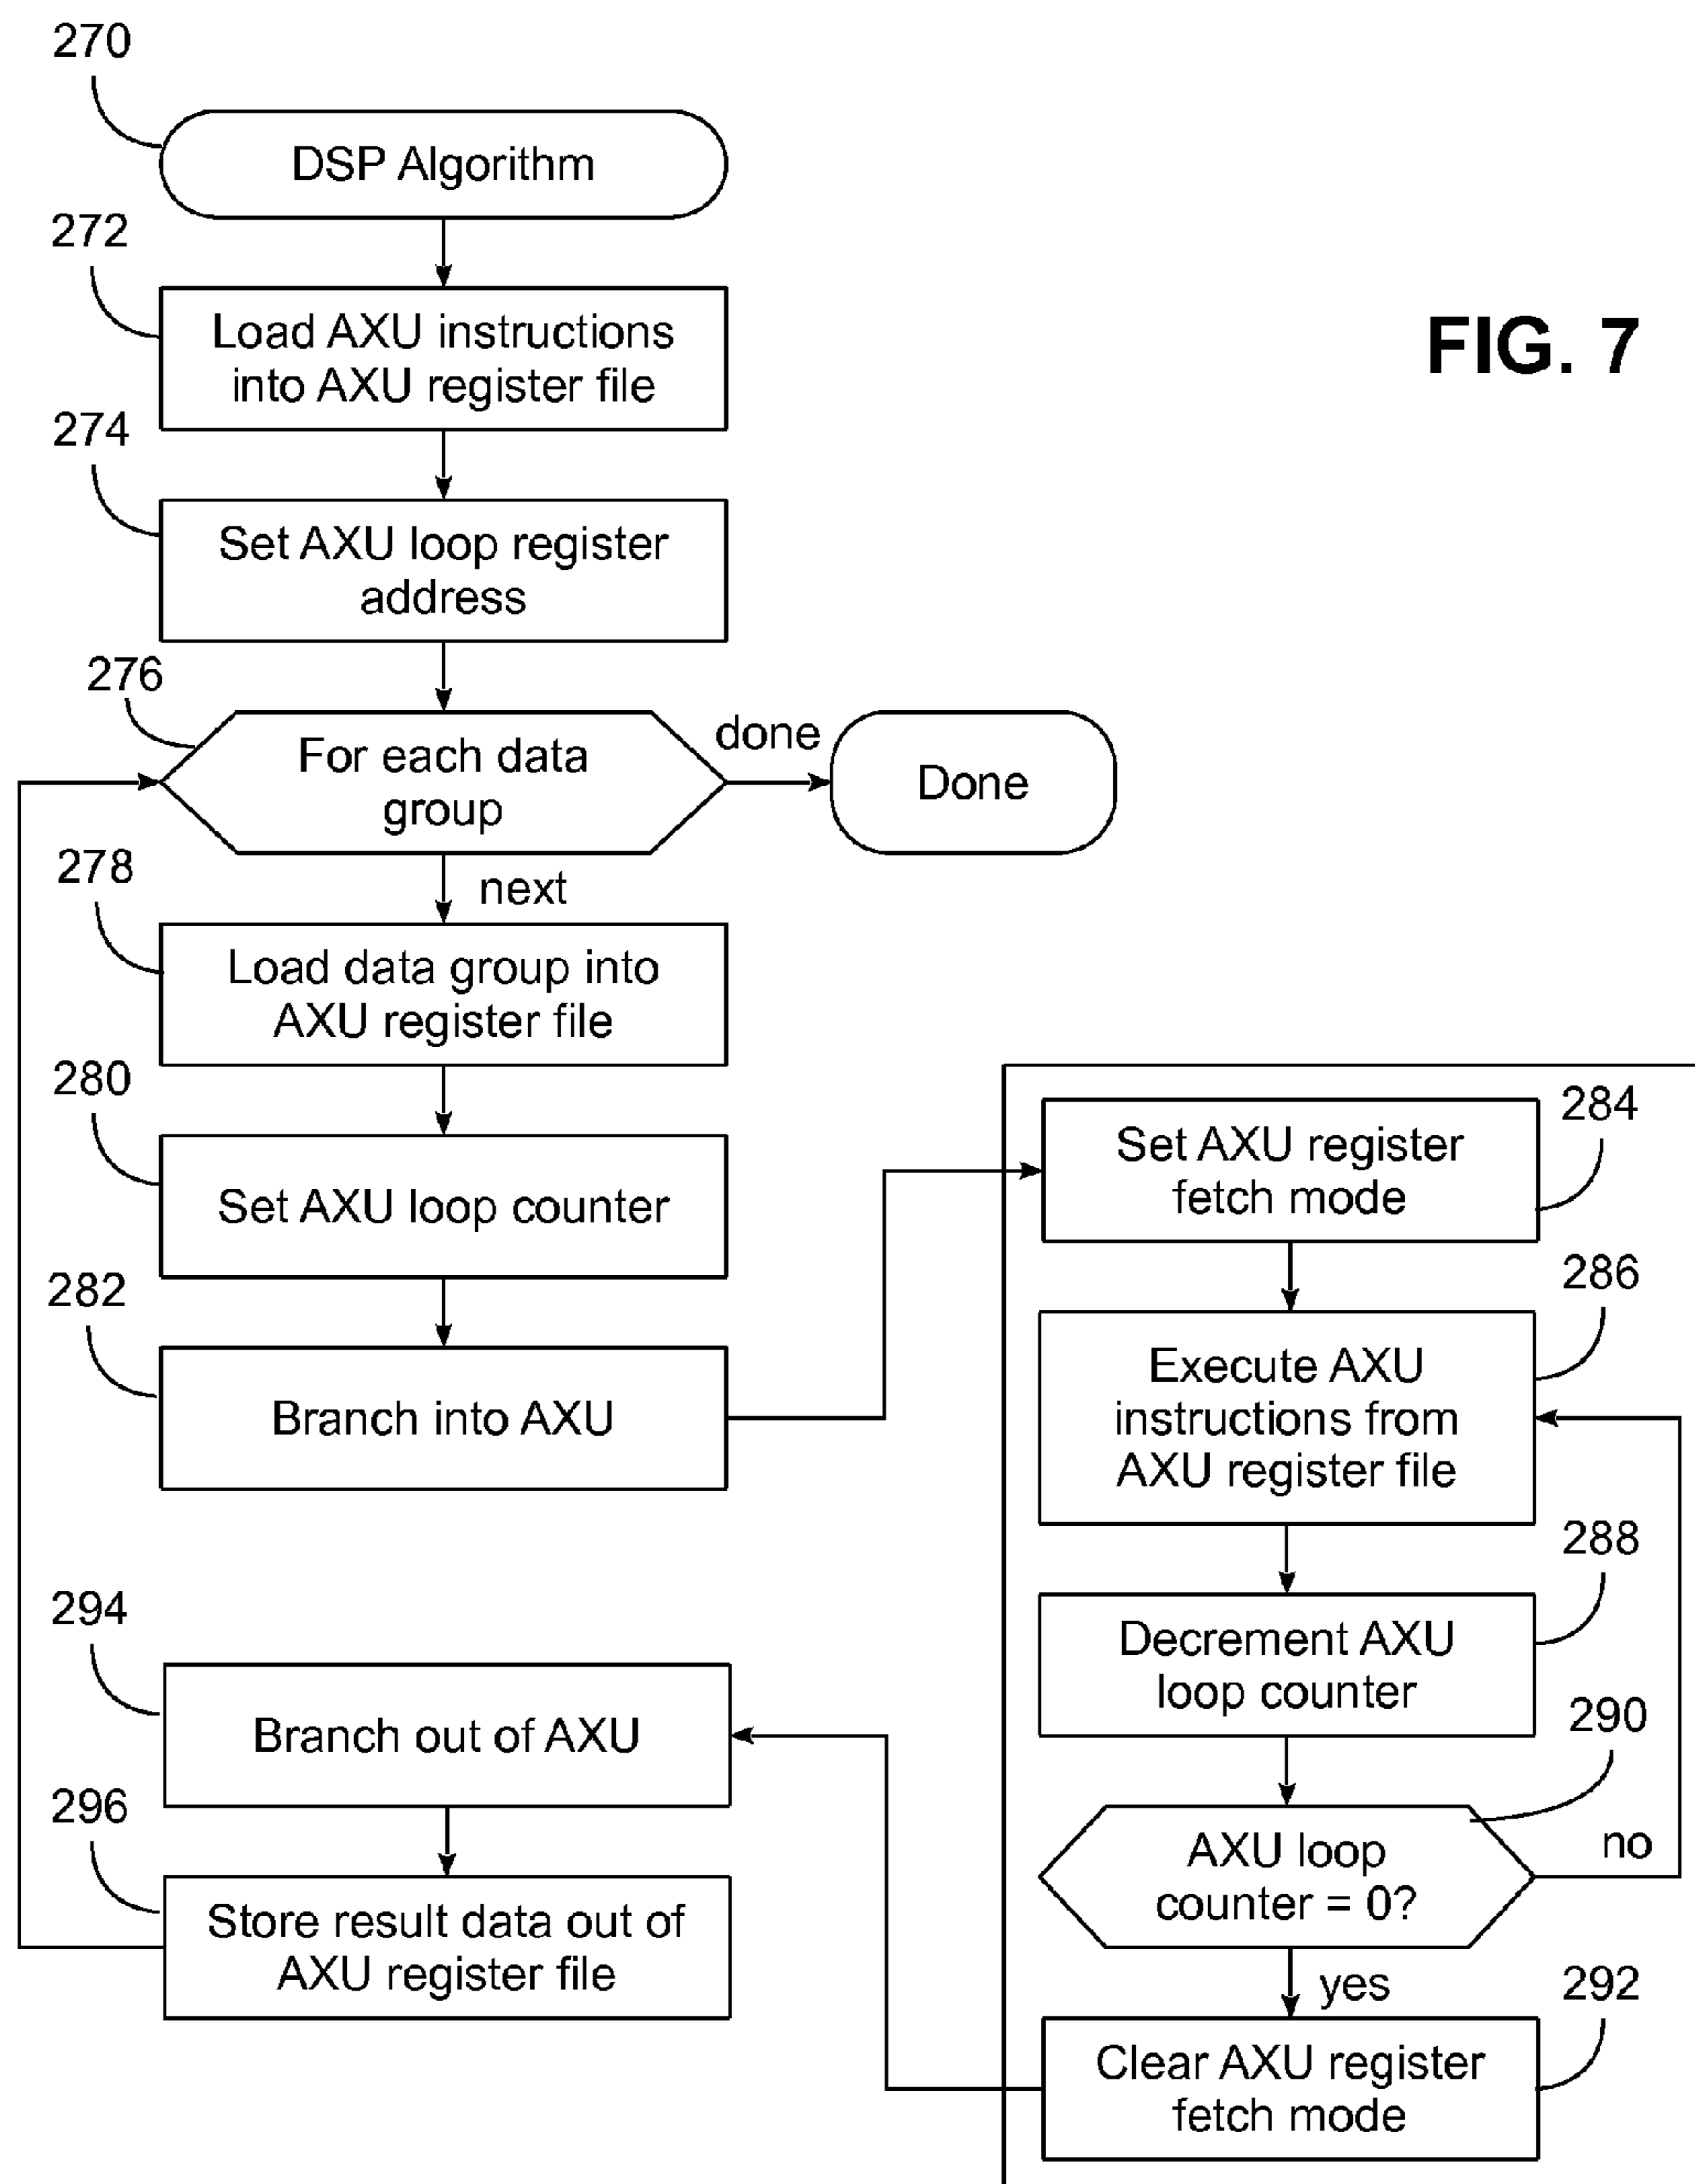 270
DSP Algorithm
272
Load AXU instructions
into AXU register file
FIG. 7
274
Set AXU loop register
address
276
For each data
group
done
Done
278
next
Load data group into
AXU register file
280
Set AXU loop counter
282
Branch into AXU
284
Set AXU register
fetch mode
286
Execute AXU
instructions from
AXU register file
288
Decrement AXU
loop counter
290
AXU loop
counter = 0?
no
yes
292
Clear AXU register
fetch mode
294
Branch out of AXU
296
Store result data out of
AXU register file